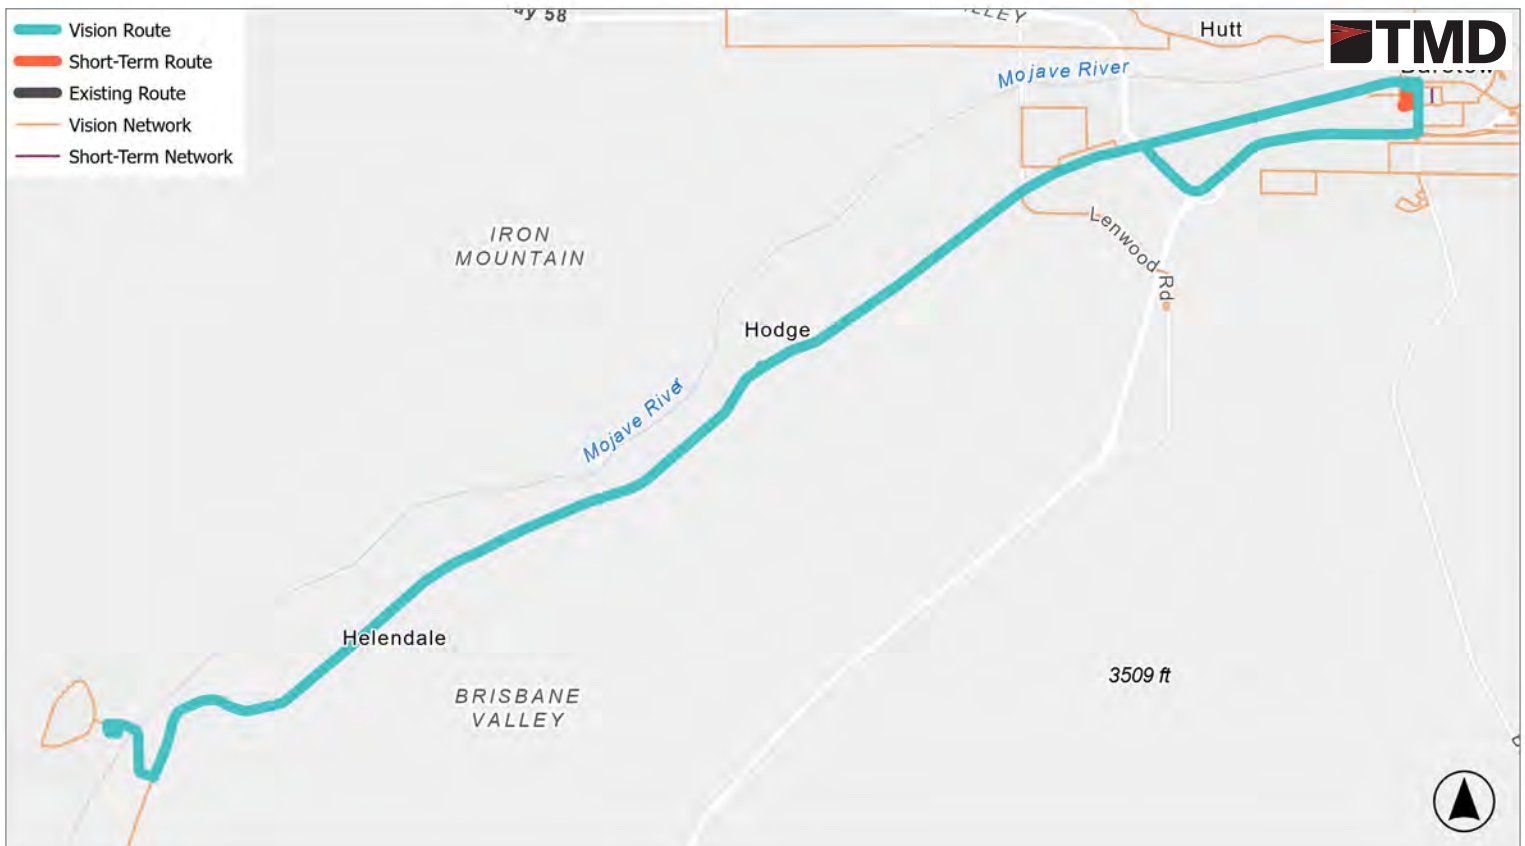 Vision Route
Short-Term Route
Existing Route
Vision Network
Short-Term Network
58
Hutt
TMD
Mojave River
Lenwood Rd
IRON
MOUNTAIN
Hodge
Mojave River
Helendale
BRISBANE
VALLEY
3509 ft